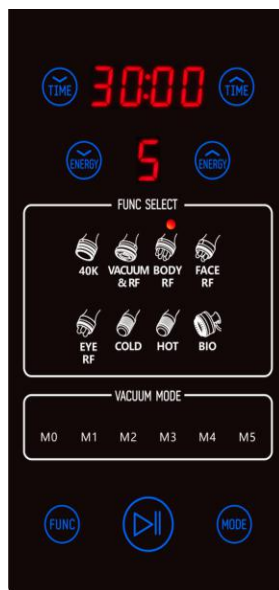 TIME 30:00 TIME
ENERGY 5 ENERGY
FUNC SELECT
40K VACUUM & RF BODY RF FACE RF
EYE RF COLD HOT BIO
VACUUM MODE
M0 M1 M2 M3 M4 M5
FUNC MODE